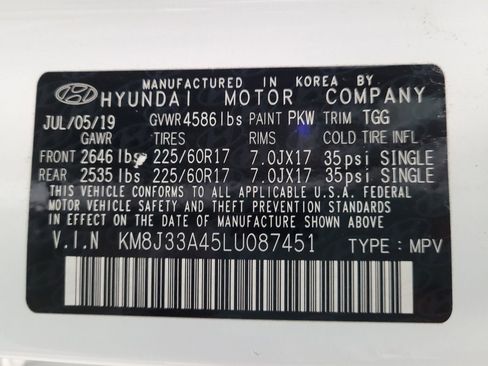 MANUFACTURED IN KOREA BY
HYUNDAI MOTOR COMPANY
JUL/05/19 GVWR 4586 lbs PAINT PKW TRIM TGG
GAWR TIRES RIMS COLD TIRE INFL.
FRONT 2646 lbs 225/60R17 7.0JX17 35psi SINGLE
REAR 2535 lbs 225/60R17 7.0JX17 35psi SINGLE
THIS VEHICLE CONFORMS TO ALL APPLICABLE U.S.A. FEDERAL
MOTOR VEHICLE SAFETY AND THEFT PREVENTION STANDARDS
IN EFFECT ON THE DATE OF MANUFACTURE SHOWN ABOVE.
V.I.N KM8J33A45LU087451 TYPE : MPV